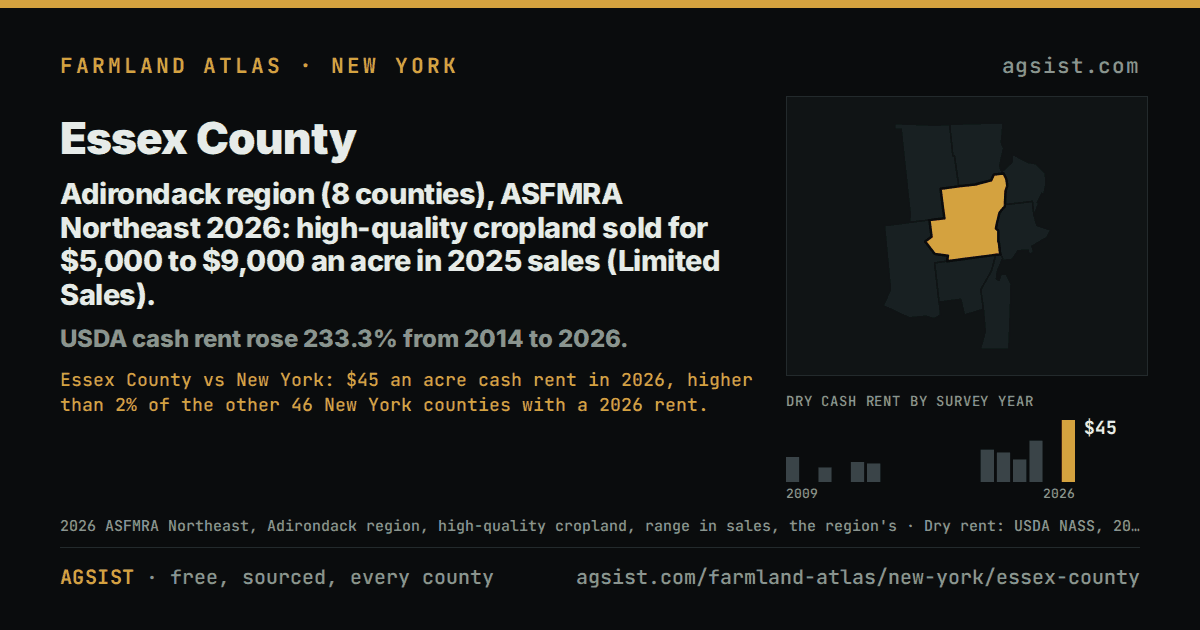 FARMLAND ATLAS · NEW YORK
agsist.com
Essex County
Adirondack region (8 counties), ASFMRA
Northeast 2026: high-quality cropland sold for
$5,000 to $9,000 an acre in 2025 sales (Limited
Sales).
USDA cash rent rose 233.3% from 2014 to 2026.
Essex County vs New York: $45 an acre cash rent in 2026, higher
than 2% of the other 46 New York counties with a 2026 rent.
DRY CASH RENT BY SURVEY YEAR
$45
2009
2026
2026 ASFMRA Northeast, Adirondack region, high-quality cropland, range in sales, the region's · Dry rent: USDA NASS, 20…
AGSIST · free, sourced, every county
agsist.com/farmland-atlas/new-york/essex-county